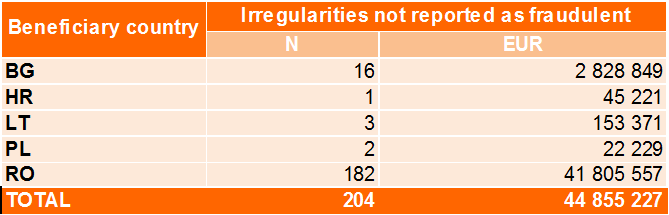 Beneficiary country Irregularities not reported as fraudulent
N EUR
BG 16 2 828 849
HR 1 45 221
LT 3 153 371
PL 2 22 229
RO 182 41 805 557
TOTAL 204 44 855 227